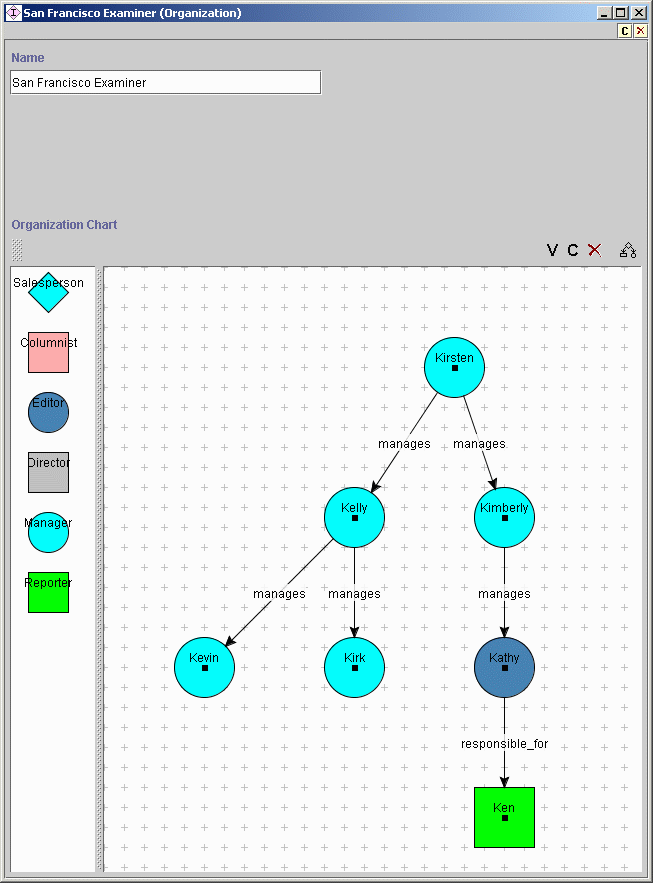 San Francisco Examiner (Organization)
C
Name
San Francisco Examiner
Organization Chart
V C
Salesperson
Columnist
Editor
Director
Manager
Reporter
Kirsten
manages manages
Kelly Kimberly
manages manages manages
Kevin Kirk Kathy
responsible_for
Ken